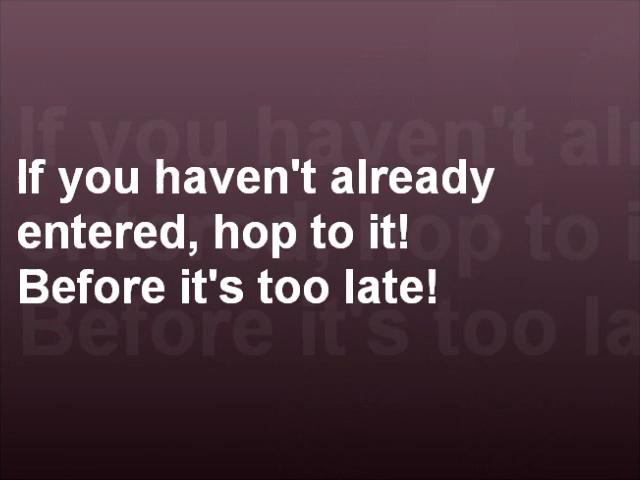 If you haven't already
entered, hop to it!
Before it's too late!